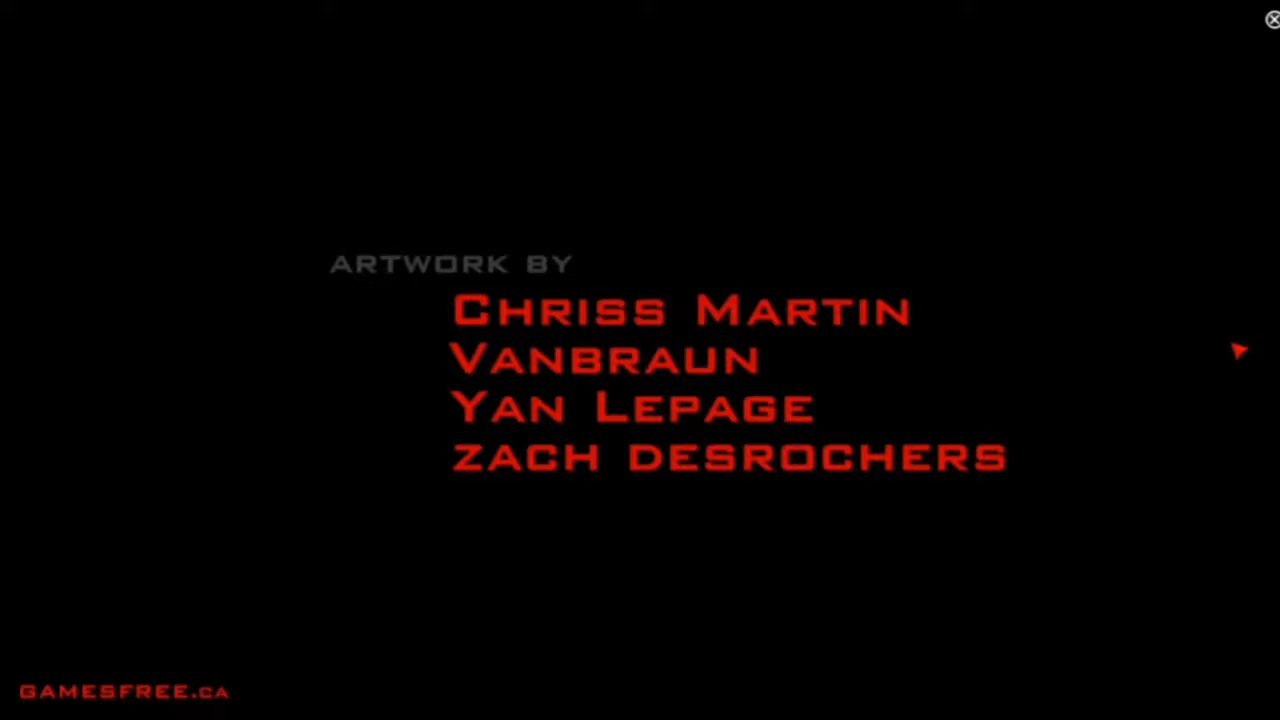 ARTWORK BY
CHRISS MARTIN
VANBRAUN
YAN LEPAGE
ZACH DESROCHERS
GAMESFREE.CA